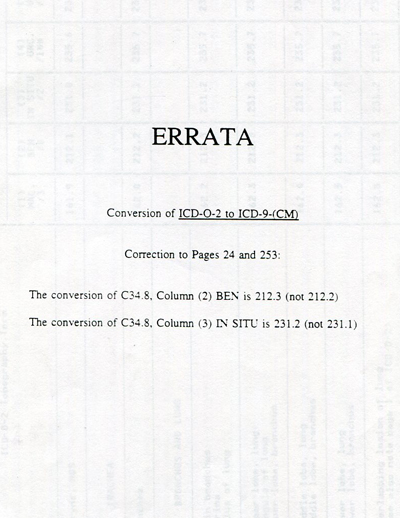 ERRATA
Conversion of ICD-O-2 to ICD-9-(CM)
Correction to Pages 24 and 253:
The conversion of C34.8, Column (2) BEN is 212.3 (not 212.2)
The conversion of C34.8, Column (3) IN SITU is 231.2 (not 231.1)